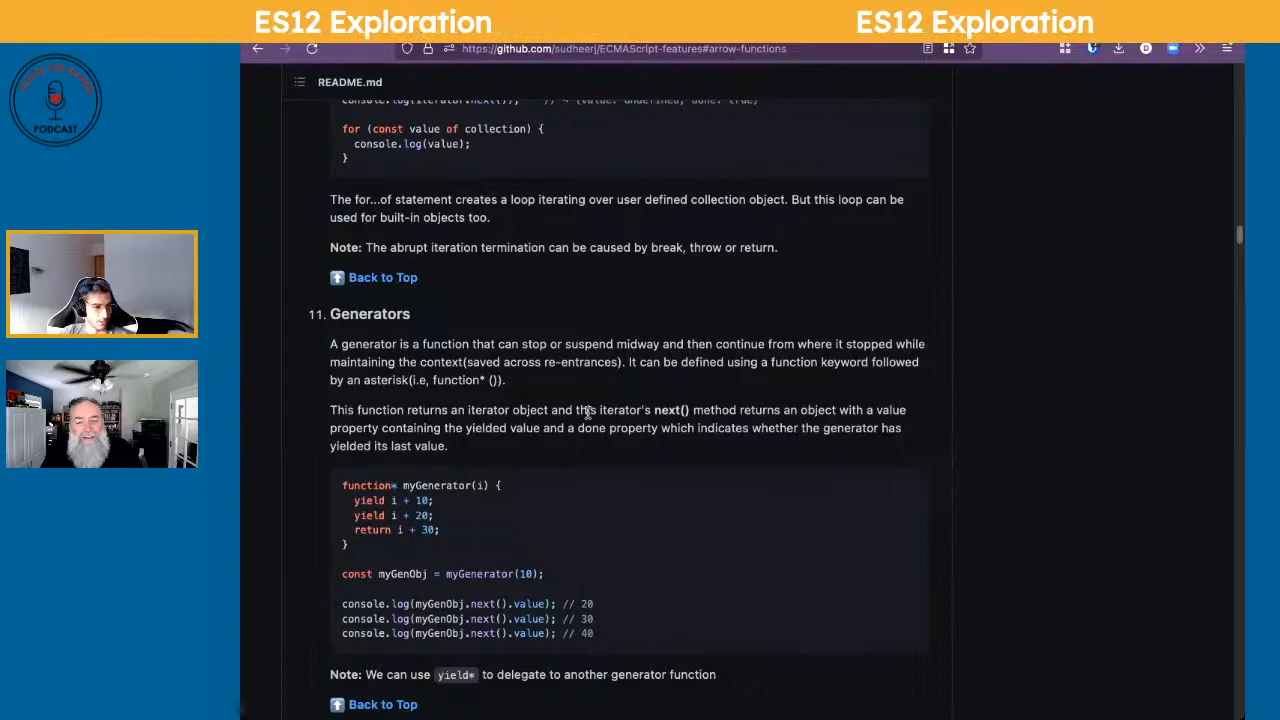 ES12 Exploration
ES12 Exploration
https://github.com/sudheerj/ECMAScript-features#arrow-functions
PODCAST
README.md
console.log(iterator.next()); // → {value: undefined, done: true}
for (const value of collection) {
console.log(value);
}
The for...of statement creates a loop iterating over user defined collection object. But this loop can be
used for built-in objects too.
Note: The abrupt iteration termination can be caused by break, throw or return.
Back to Top
11. Generators
A generator is a function that can stop or suspend midway and then continue from where it stopped while
maintaining the context(saved across re-entrances). It can be defined using a function keyword followed
by an asterisk(i.e, function* ()).
This function returns an iterator object and this iterator's next() method returns an object with a value
property containing the yielded value and a done property which indicates whether the generator has
yielded its last value.
function* myGenerator(i) {
yield i + 10;
yield i + 20;
return i + 30;
}
const myGenObj = myGenerator(10);
console.log(myGenObj.next().value); // 20
console.log(myGenObj.next().value); // 30
console.log(myGenObj.next().value); // 40
Note: We can use yield* to delegate to another generator function
Back to Top